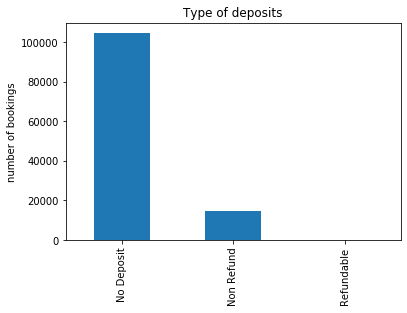 Type of deposits
number of bookings
100000
80000
60000
40000
20000
0
No Deposit
Non Refund
Refundable